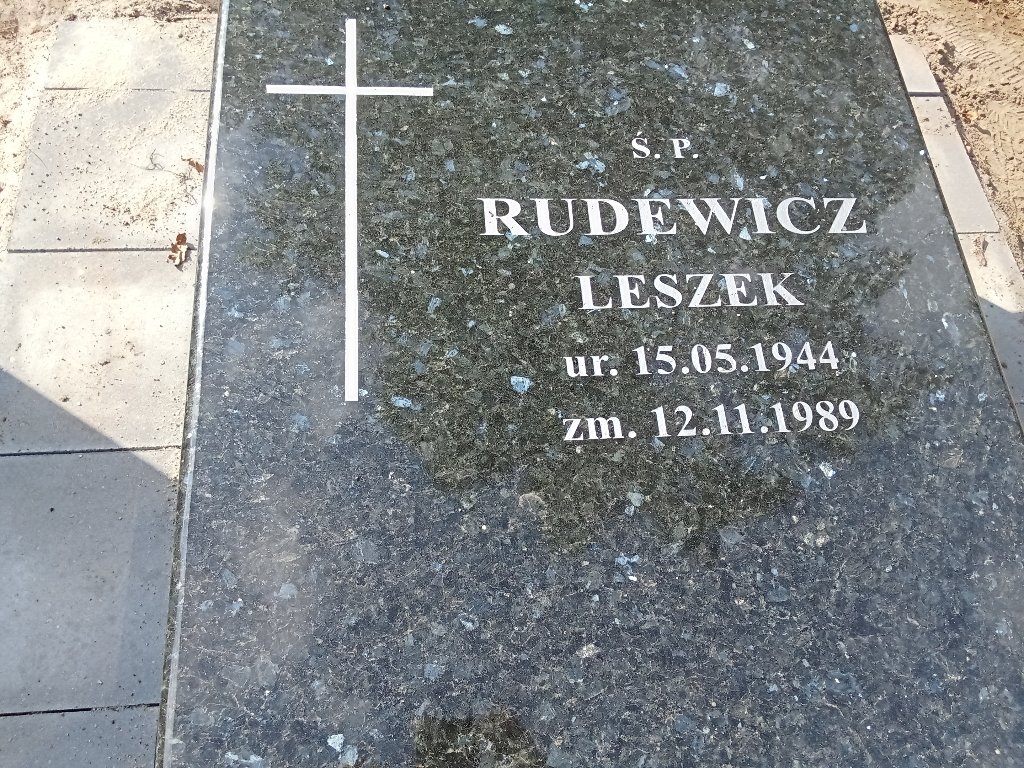 Ś. P.
RUDEWICZ
LESZEK
ur. 15.05.1944
zm. 12.11.1989